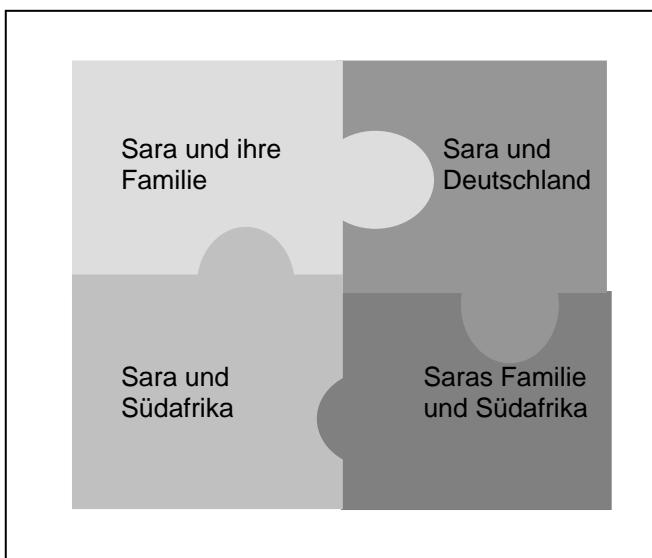 Sara und ihre
Familie
Sara und
Deutschland
Sara und
Südafrika
Saras Familie
und Südafrika